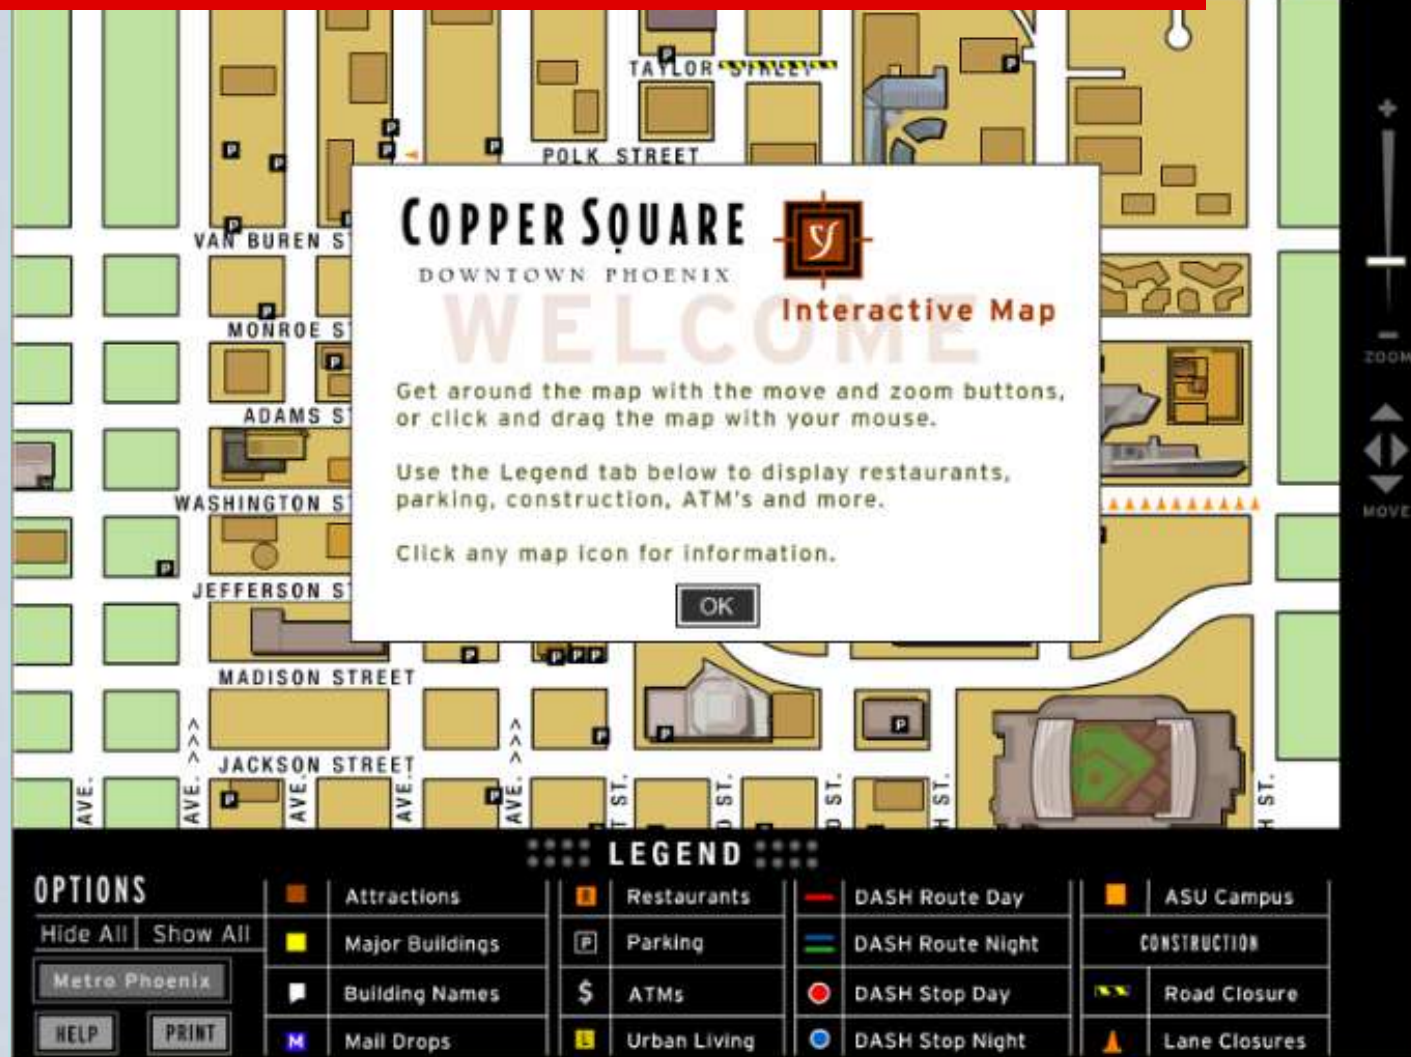 TAYLOR STREET
POLK STREET
VAN BUREN S
MONROE S
ADAMS S
WASHINGTON S
JEFFERSON S
MADISON STREET
JACKSON STREET
AVE.
AVE.
AVE.
AVE.
AVE.
ST.
ST.
ST.
ST.
ST.
COPPER SQUARE
DOWNTOWN PHOENIX
WELCOME
Interactive Map
Get around the map with the move and zoom buttons,
or click and drag the map with your mouse.
Use the Legend tab below to display restaurants,
parking, construction, ATM's and more.
Click any map icon for information.
OK
+
-
ZOOM
MOVE
LEGEND
OPTIONS
Hide All Show All
Metro Phoenix
HELP PRINT
Attractions
Major Buildings
Building Names
M Mail Drops
R Restaurants
P Parking
$ ATMs
L Urban Living
DASH Route Day
DASH Route Night
DASH Stop Day
DASH Stop Night
ASU Campus
CONSTRUCTION
Road Closure
Lane Closures